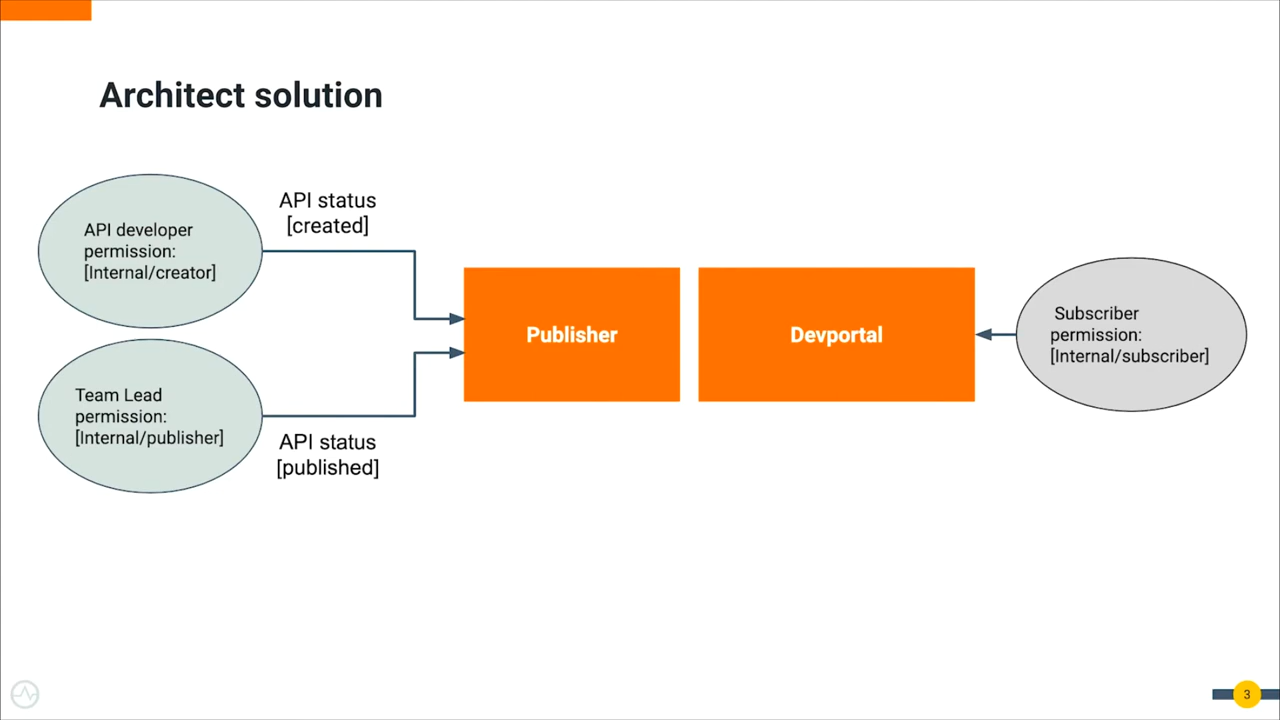 Architect solution
API developer
permission:
[Internal/creator]
API status
[created]
Team Lead
permission:
[Internal/publisher]
API status
[published]
Publisher
Devportal
Subscriber
permission:
[Internal/subscriber]
3